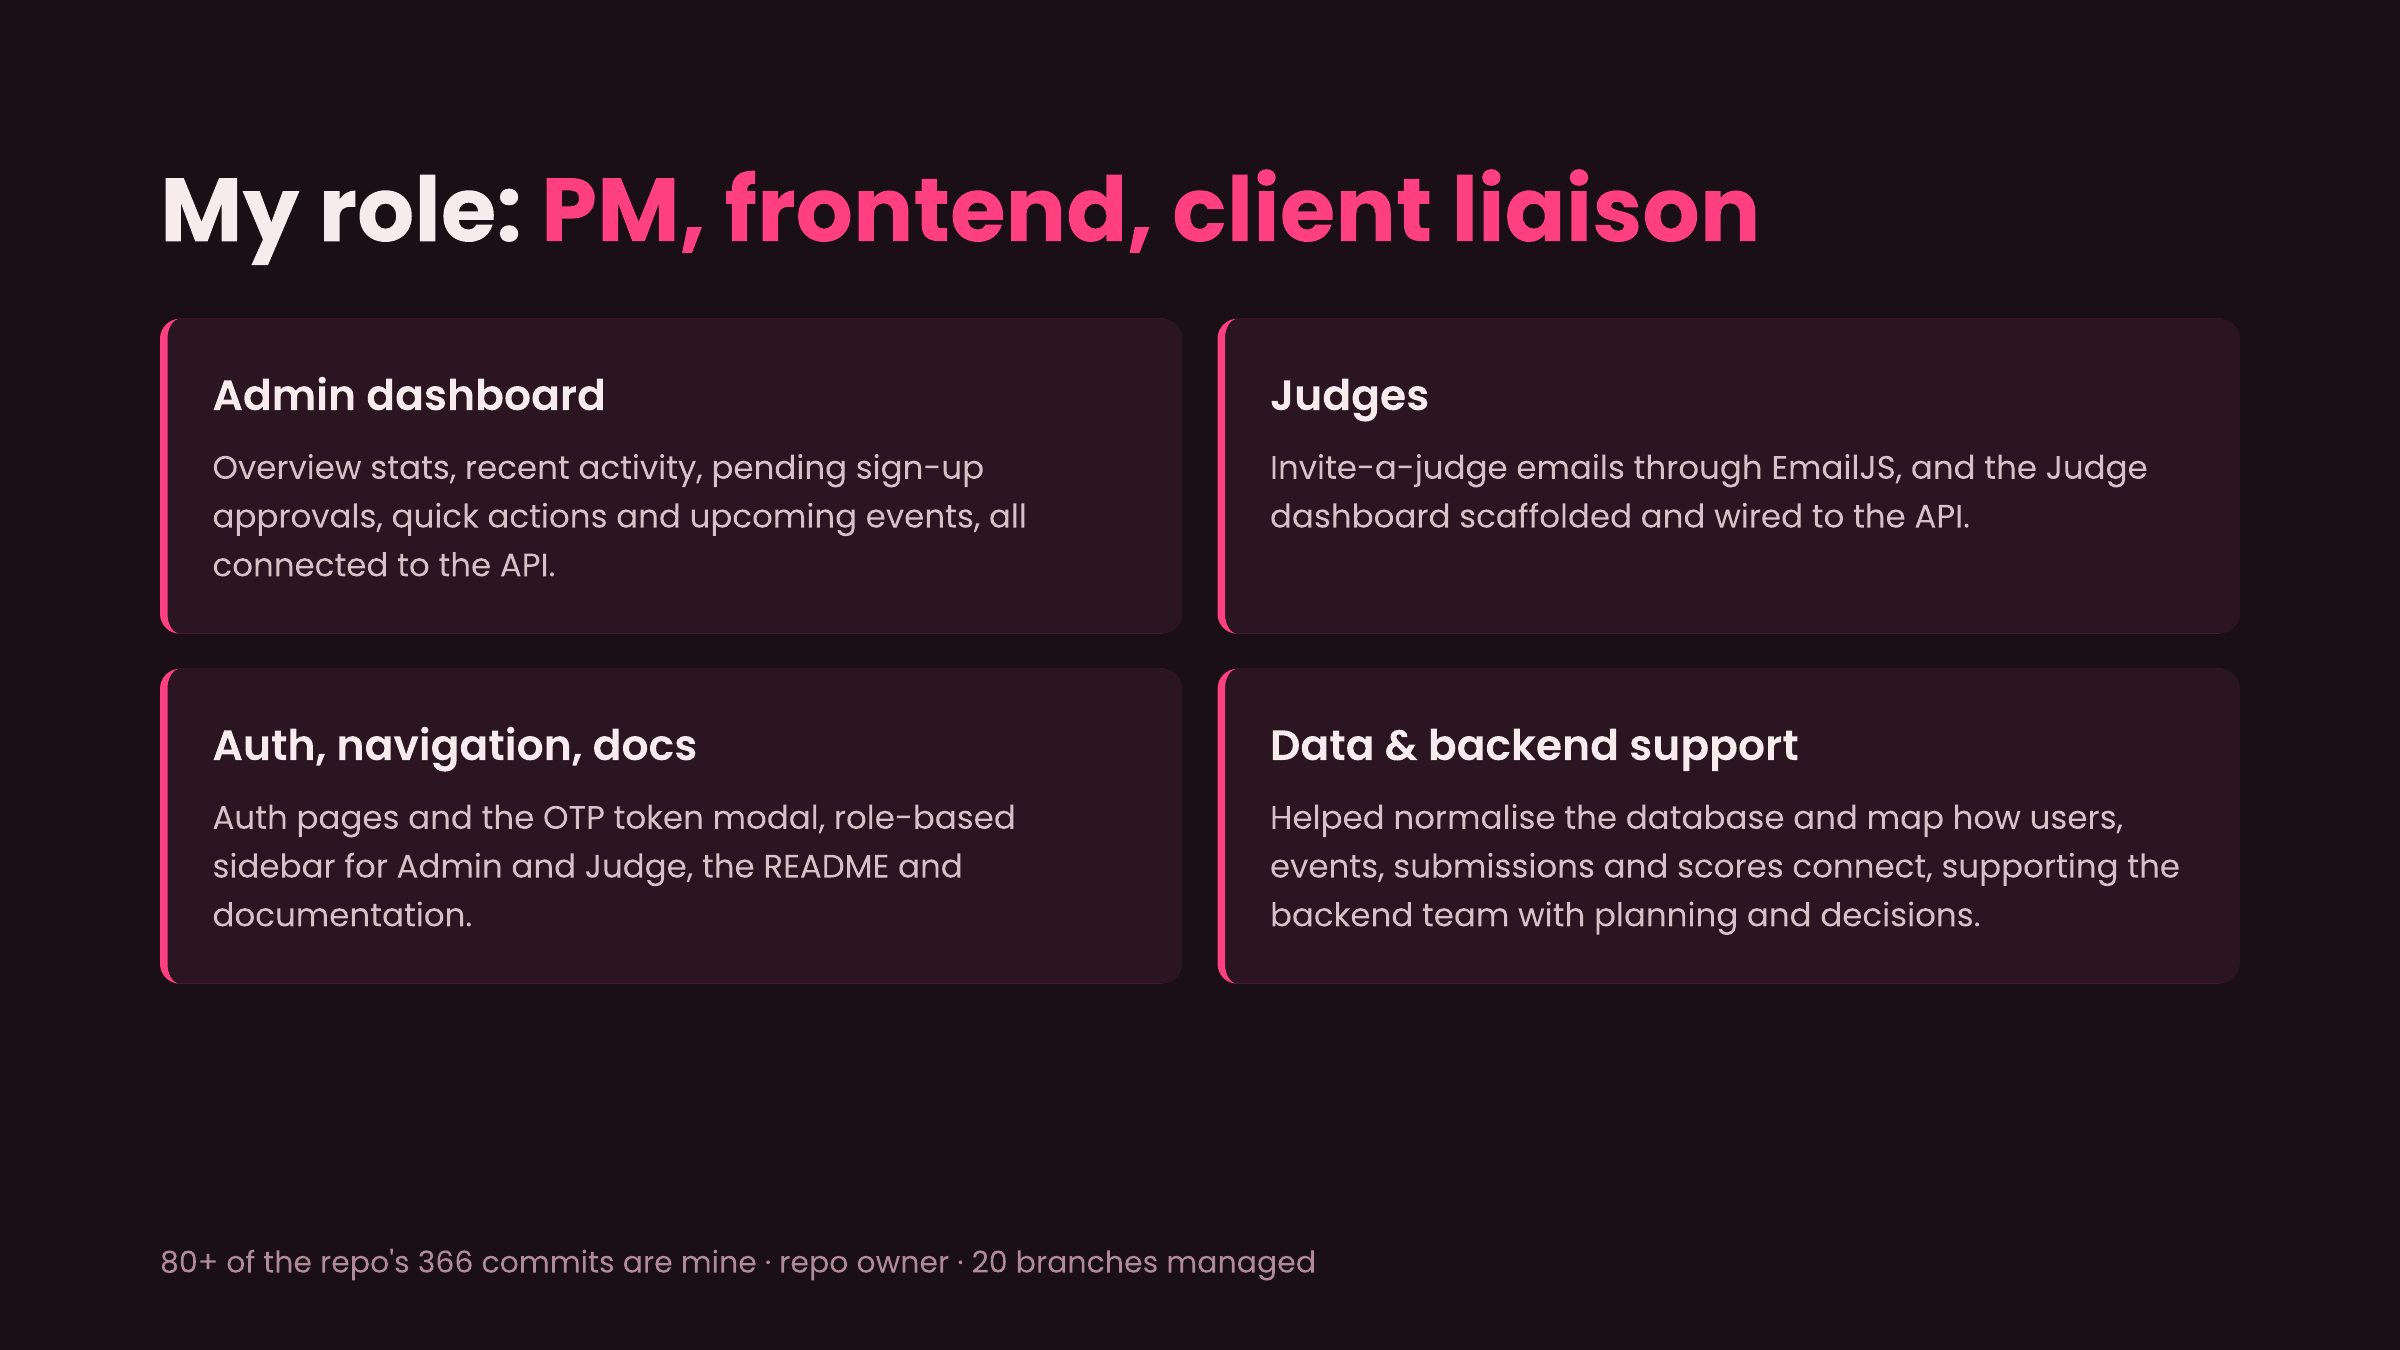 My role: PM, frontend, client liaison
Admin dashboard
Overview stats, recent activity, pending sign-up
approvals, quick actions and upcoming events, all
connected to the API.
Judges
Invite-a-judge emails through EmailJS, and the Judge
dashboard scaffolded and wired to the API.
Auth, navigation, docs
Auth pages and the OTP token modal, role-based
sidebar for Admin and Judge, the README and
documentation.
Data & backend support
Helped normalise the database and map how users,
events, submissions and scores connect, supporting the
backend team with planning and decisions.
80+ of the repo's 366 commits are mine · repo owner · 20 branches managed